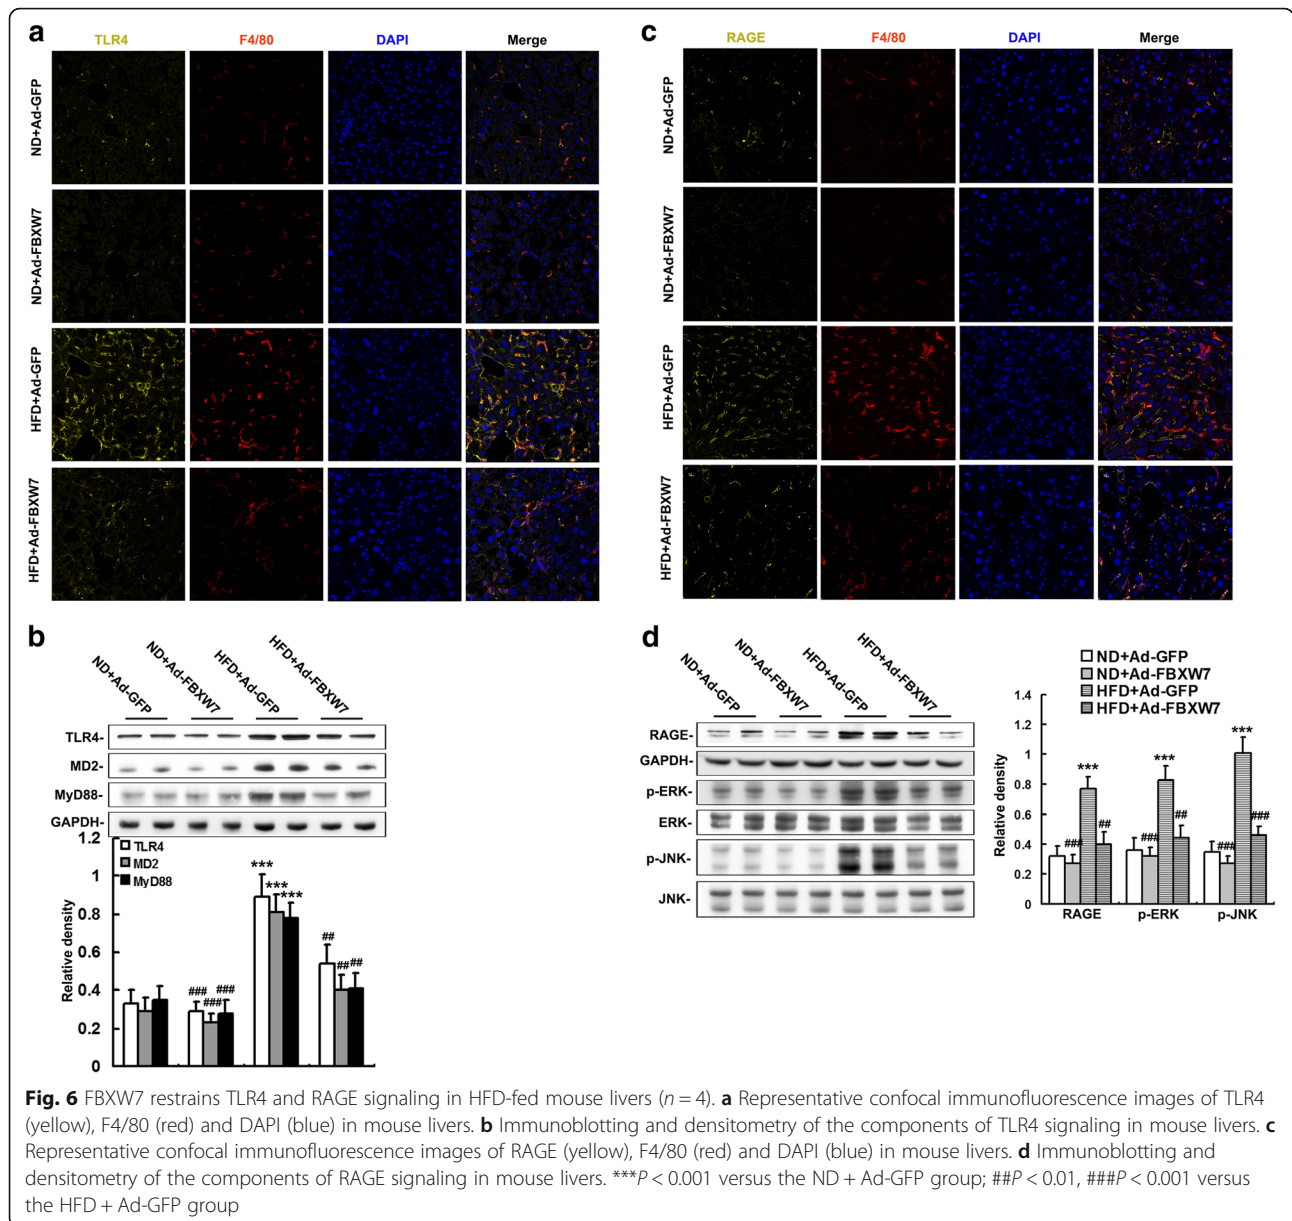 a
TLR4 F4/80 DAPI Merge
ND+Ad-GFP
ND+Ad-FBXW7
HFD+Ad-GFP
HFD+Ad-FBXW7
c
RAGE F4/80 DAPI Merge
ND+Ad-GFP
ND+Ad-FBXW7
HFD+Ad-GFP
HFD+Ad-FBXW7
b
ND+Ad-GFP
ND+Ad-FBXW7
HFD+Ad-GFP
HFD+Ad-FBXW7
TLR4-
MD2-
MyD88-
GAPDH-
1.2
1
0.8
0.6
0.4
0.2
0
Relative density
TLR4
MD2
MyD88
### ### ###
*** *** ***
## ## ##
d
ND+Ad-GFP
ND+Ad-FBXW7
HFD+Ad-GFP
HFD+Ad-FBXW7
RAGE-
GAPDH-
p-ERK-
ERK-
p-JNK-
JNK-
ND+Ad-GFP
ND+Ad-FBXW7
HFD+Ad-GFP
HFD+Ad-FBXW7
1.4
1.2
1
0.8
0.6
0.4
0.2
0
Relative density
### *** ##
### *** ##
### *** ###
RAGE p-ERK p-JNK
Fig. 6 FBXW7 restrains TLR4 and RAGE signaling in HFD-fed mouse livers (n = 4). a Representative confocal immunofluorescence images of TLR4
(yellow), F4/80 (red) and DAPI (blue) in mouse livers. b Immunoblotting and densitometry of the components of TLR4 signaling in mouse livers. c
Representative confocal immunofluorescence images of RAGE (yellow), F4/80 (red) and DAPI (blue) in mouse livers. d Immunoblotting and
densitometry of the components of RAGE signaling in mouse livers. ***P < 0.001 versus the ND + Ad-GFP group; ##P < 0.01, ###P < 0.001 versus
the HFD + Ad-GFP group